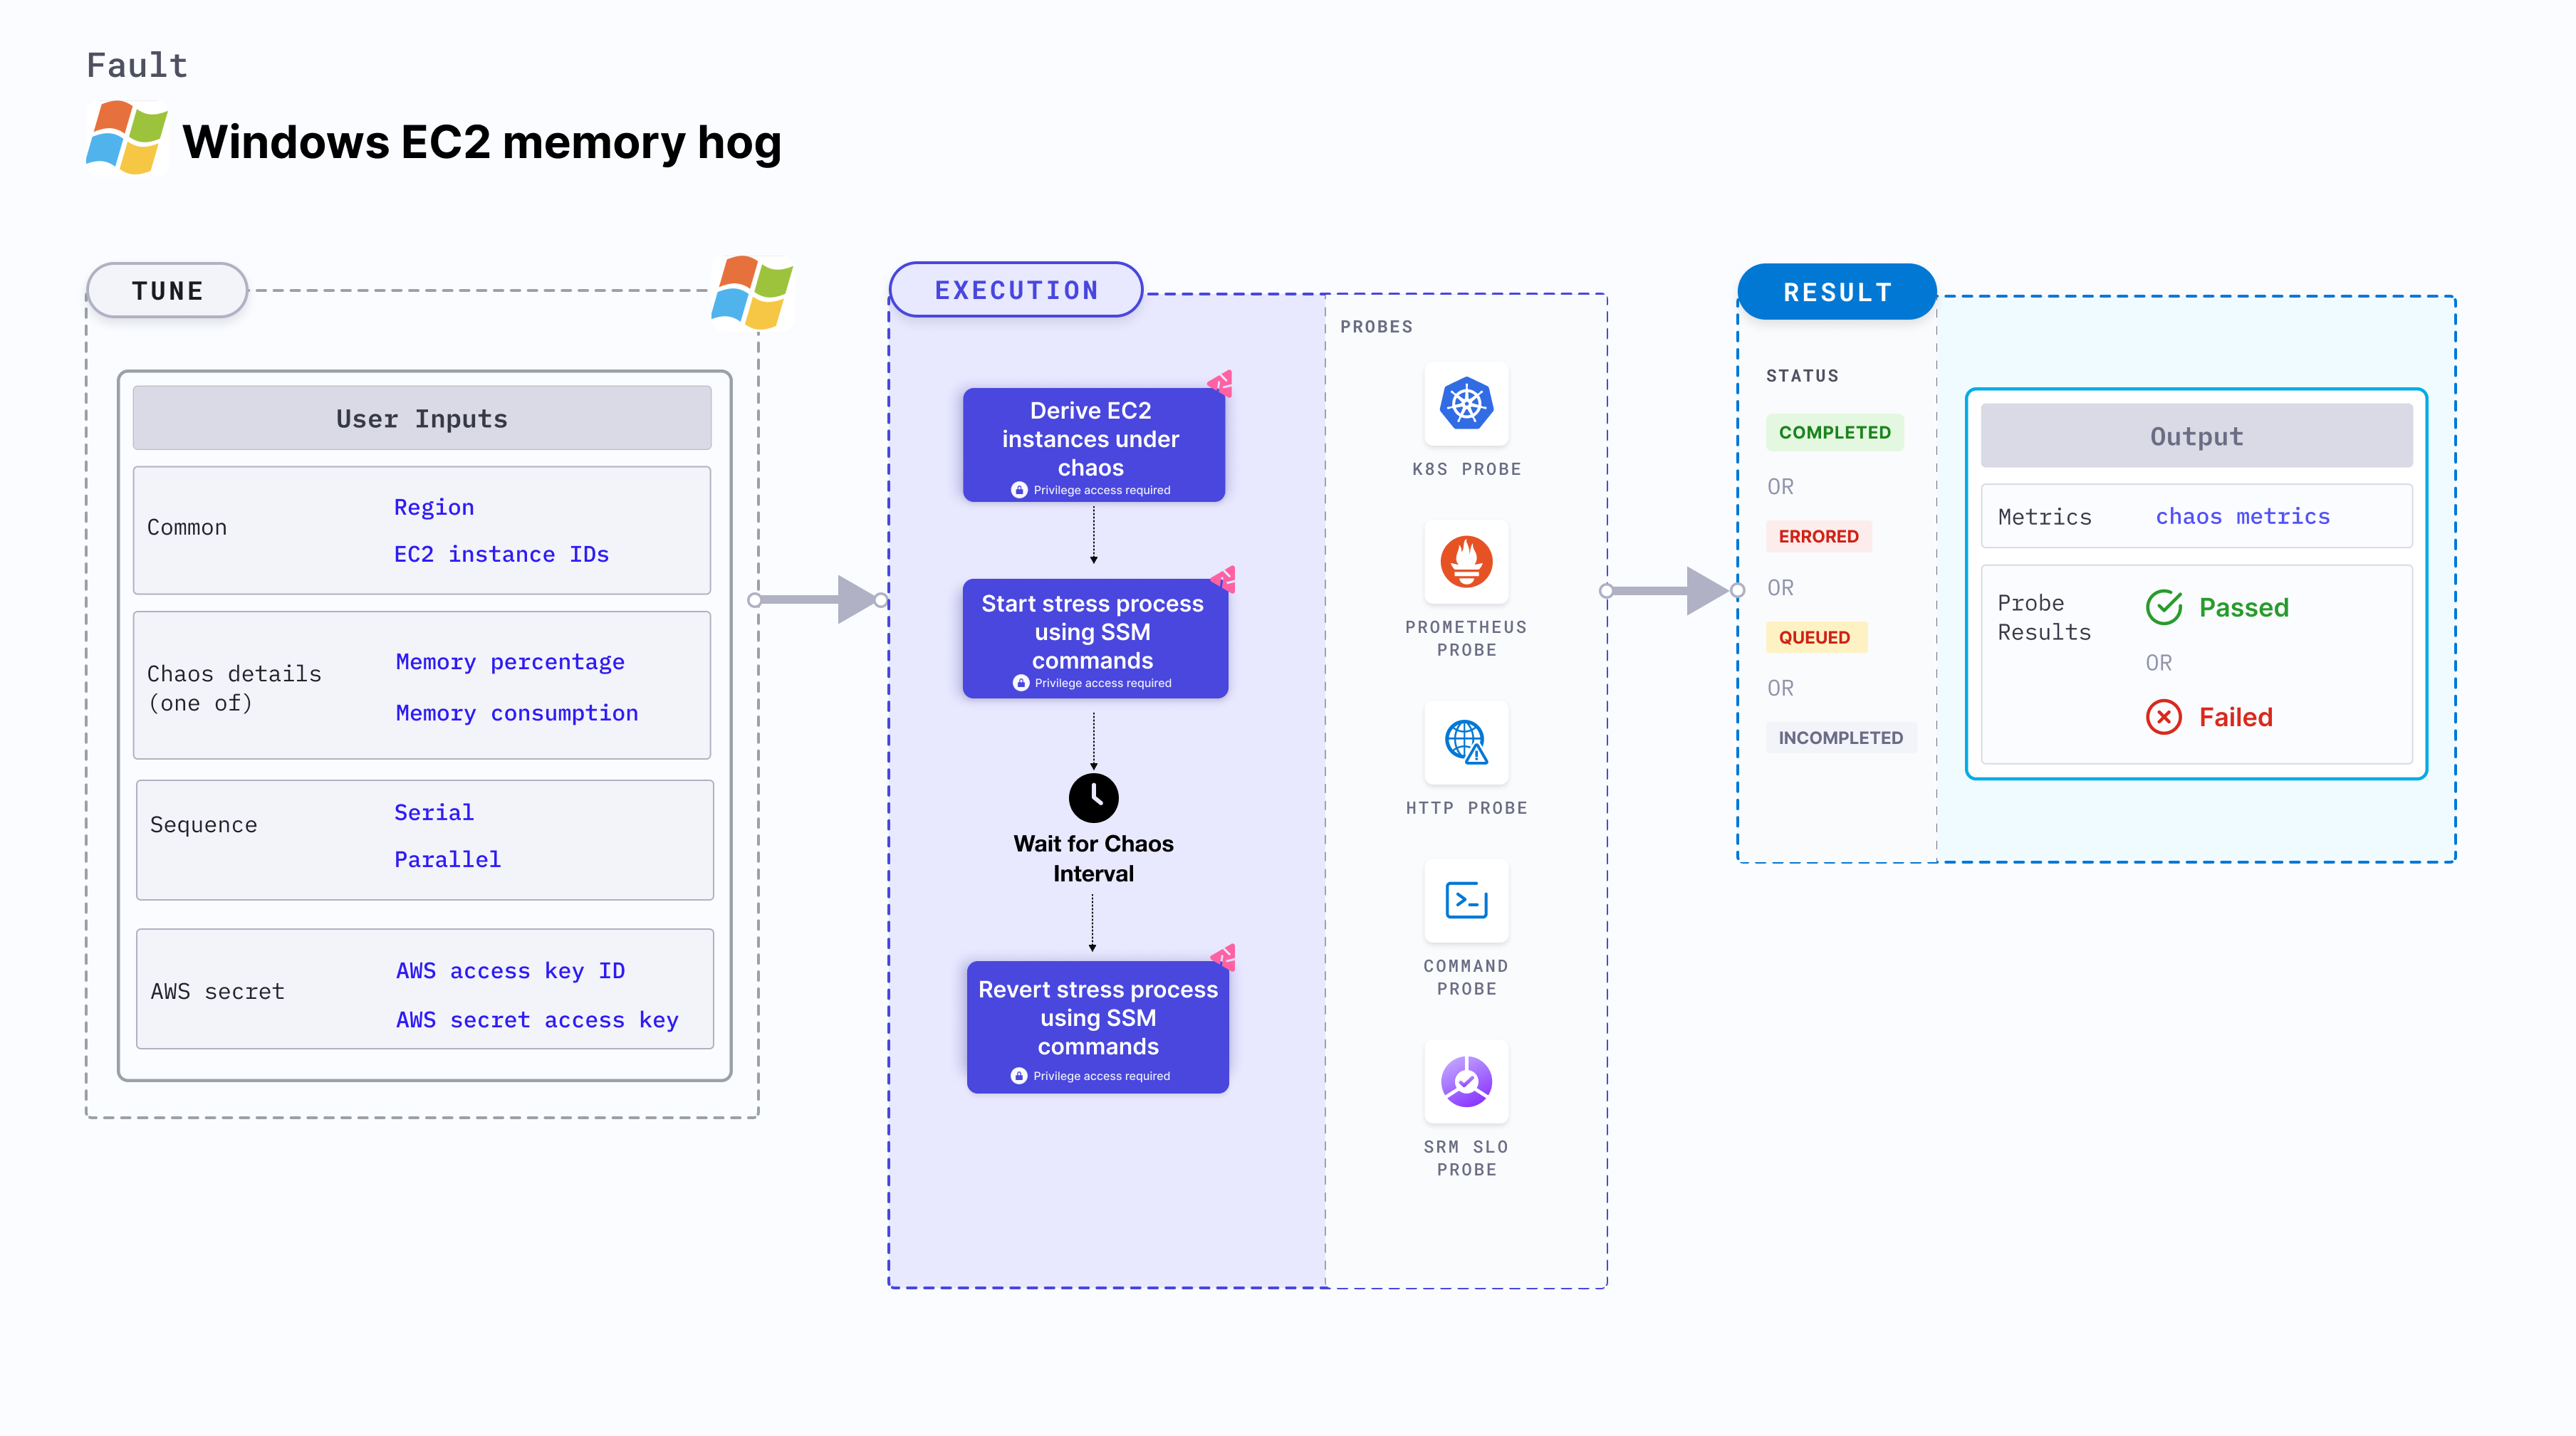 Fault
Windows EC2 memory hog
TUNE
User Inputs
Common
Region
EC2 instance IDs
Chaos details
(one of)
Memory percentage
Memory consumption
Sequence
Serial
Parallel
AWS secret
AWS access key ID
AWS secret access key
EXECUTION
Derive EC2
instances under
chaos
Privilege access required
Start stress process
using SSM
commands
Privilege access required
Wait for Chaos
Interval
Revert stress process
using SSM
commands
Privilege access required
PROBES
K8S PROBE
PROMETHEUS
PROBE
HTTP PROBE
COMMAND
PROBE
SRM SLO
PROBE
RESULT
STATUS
COMPLETED
OR
ERRORED
OR
QUEUED
OR
INCOMPLETED
Output
Metrics
chaos metrics
Probe
Results
Passed
OR
Failed